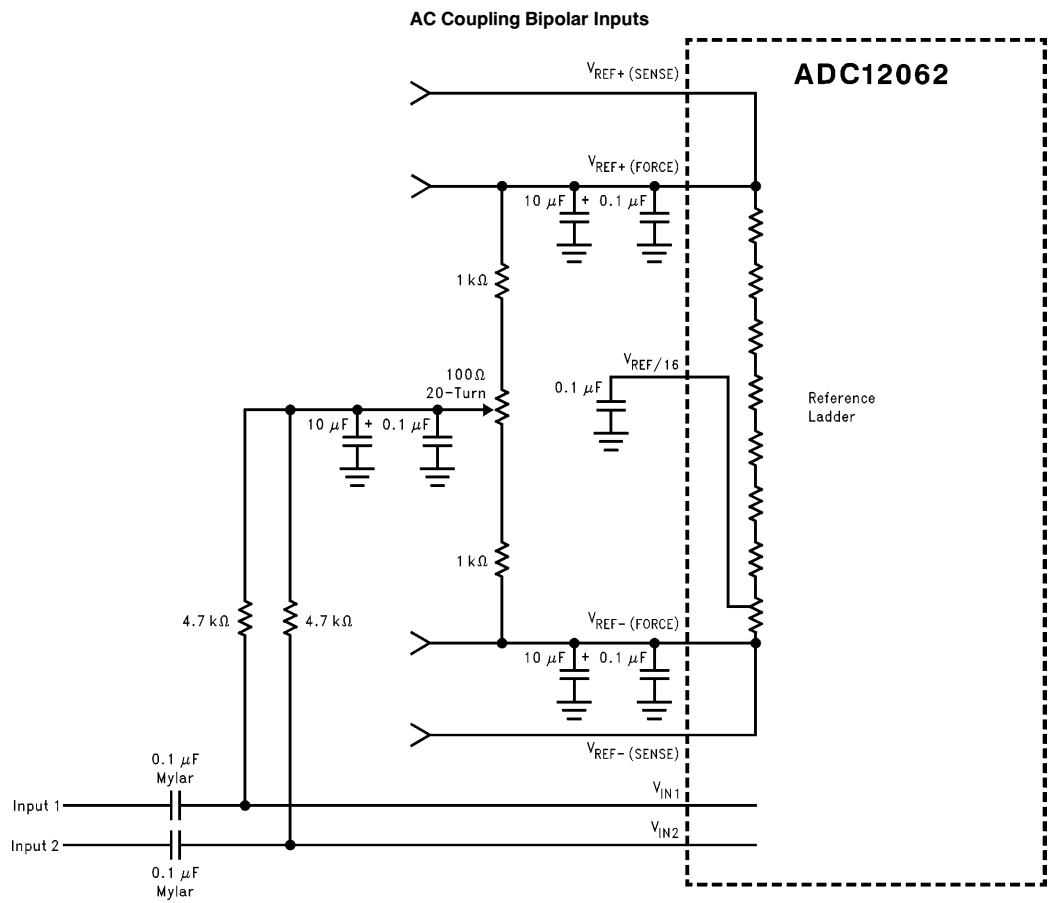 AC Coupling Bipolar Inputs
V_REF+ (SENSE)
ADC12062
V_REF+ (FORCE)
10 μF + 0.1 μF
1 kΩ
V_REF/16
100Ω
20-Turn
0.1 μF
Reference
Ladder
10 μF + 0.1 μF
1 kΩ
4.7 kΩ
4.7 kΩ
V_REF− (FORCE)
10 μF + 0.1 μF
V_REF− (SENSE)
0.1 μF
Mylar
Input 1
V_IN1
Input 2
V_IN2
0.1 μF
Mylar